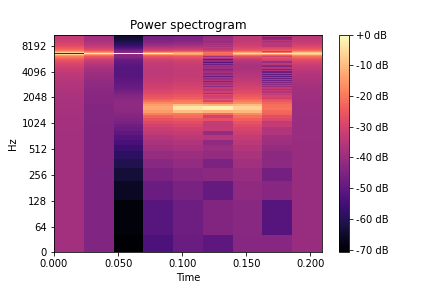 Power spectrogram
8192
4096
2048
1024
512
256
128
64
0
Hz
0.000 0.050 0.100 0.150 0.200
Time
+0 dB
-10 dB
-20 dB
-30 dB
-40 dB
-50 dB
-60 dB
-70 dB